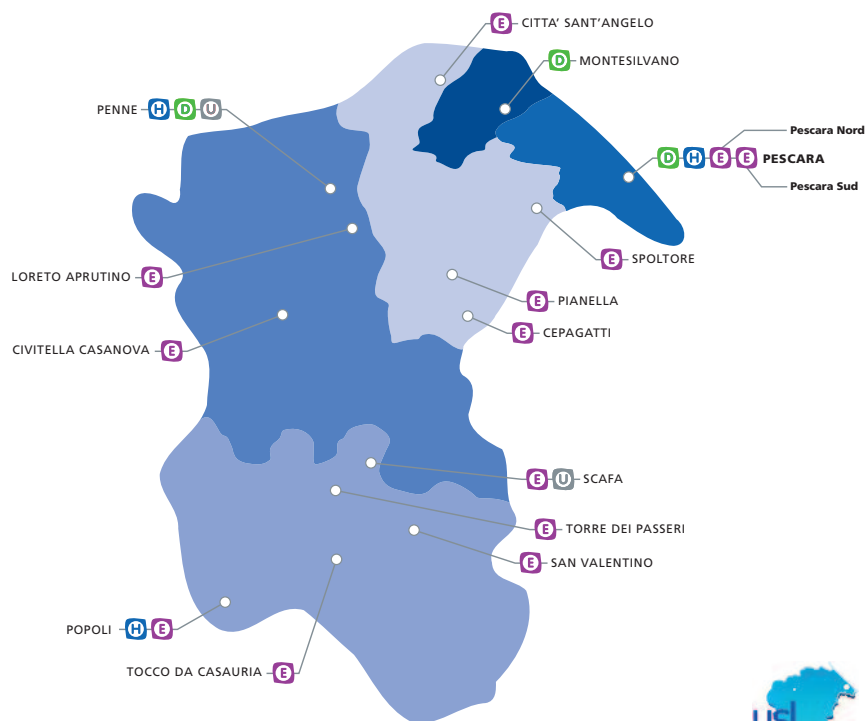 E CITTA' SANT'ANGELO
D MONTESILVANO
PENNE H D U
Pescara Nord
D H E E PESCARA
Pescara Sud
E SPOLTORE
LORETO APRUTINO E
E PIANELLA
E CEPAGATTI
CIVITELLA CASANOVA E
E U SCAFA
E TORRE DEI PASSERI
E SAN VALENTINO
POPOLI H E
TOCCO DA CASAURIA E
usl